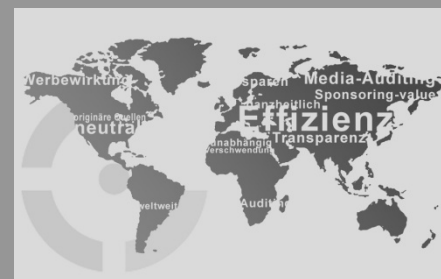 Werbewirkung
sparen
Media-Auditing
Sponsoring-value
ganzheitlich
originäre Quellen
neutral
Effizienz
Transparenz
unabhängig
Verschwendung
weltweit
Auditing